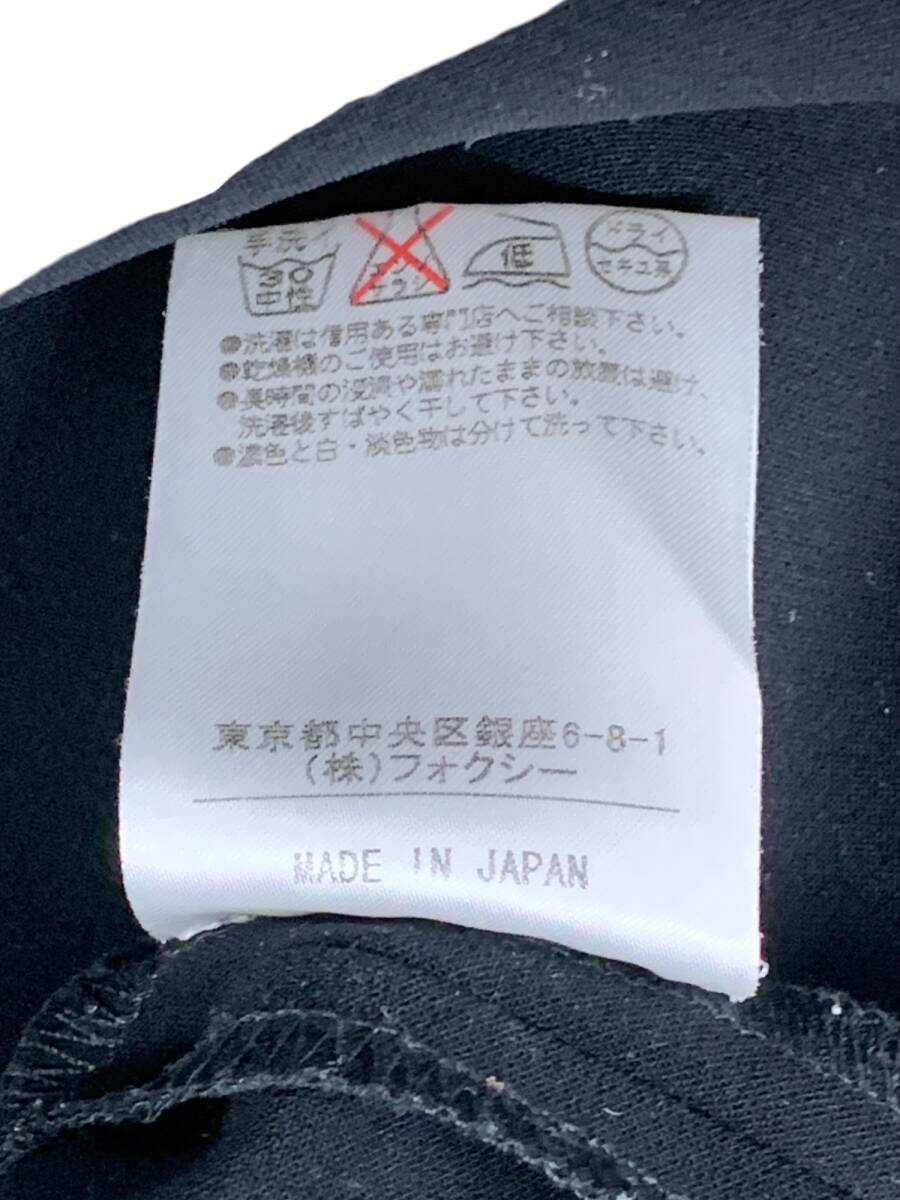 手洗イ 30 中性 エンソサラシ 低 ドライ セキユ系
●洗濯は信用ある専門店へご相談下さい。
●乾燥機のご使用はお避け下さい。
●長時間の浸漬や濡れたままの放置は避け、
洗濯後すばやく干して下さい。
●濃色と白・淡色物は分けて洗って下さい。
東京都中央区銀座6-8-1
(株)フォクシー
MADE IN JAPAN